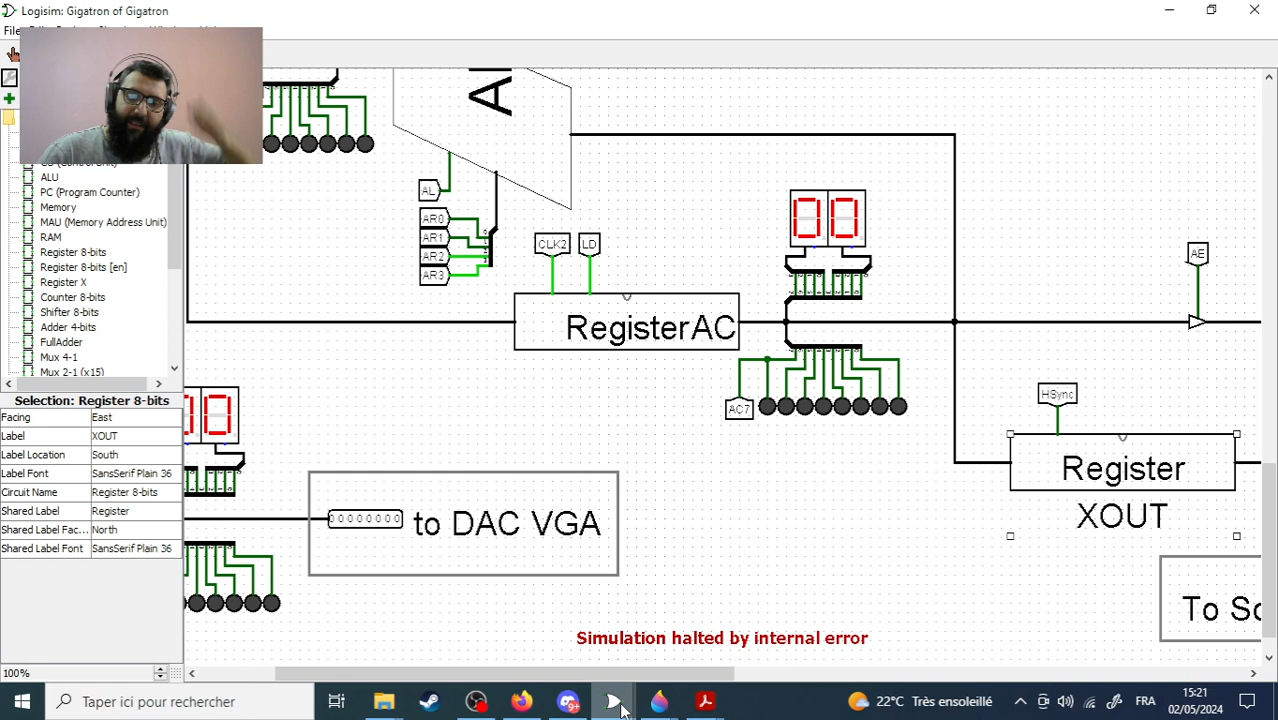 Logisim: Gigatron of Gigatron
ALU
PC (Program Counter)
Memory
MAU (Memory Address Unit)
RAM
Register 8-bits
Register 8-bits [en]
Register X
Counter 8-bits
Shifter 8-bits
Adder 4-bits
FullAdder
Mux 4-1
Mux 2-1 (x15)
Selection: Register 8-bits
Facing East
Label XOUT
Label Location South
Label Font SansSerif Plain 36
Circuit Name Register 8-bits
Shared Label Register
Shared Label Fac... North
Shared Label Font SansSerif Plain 36
100%
AL
AR0
AR1
AR2
AR3
CLK2
LD
00
AE
RegisterAC
AC7
HSync
Register
XOUT
0
00000000
to DAC VGA
To Sc
Simulation halted by internal error
Taper ici pour rechercher
9+
22°C Très ensoleillé
FRA
15:21
02/05/2024